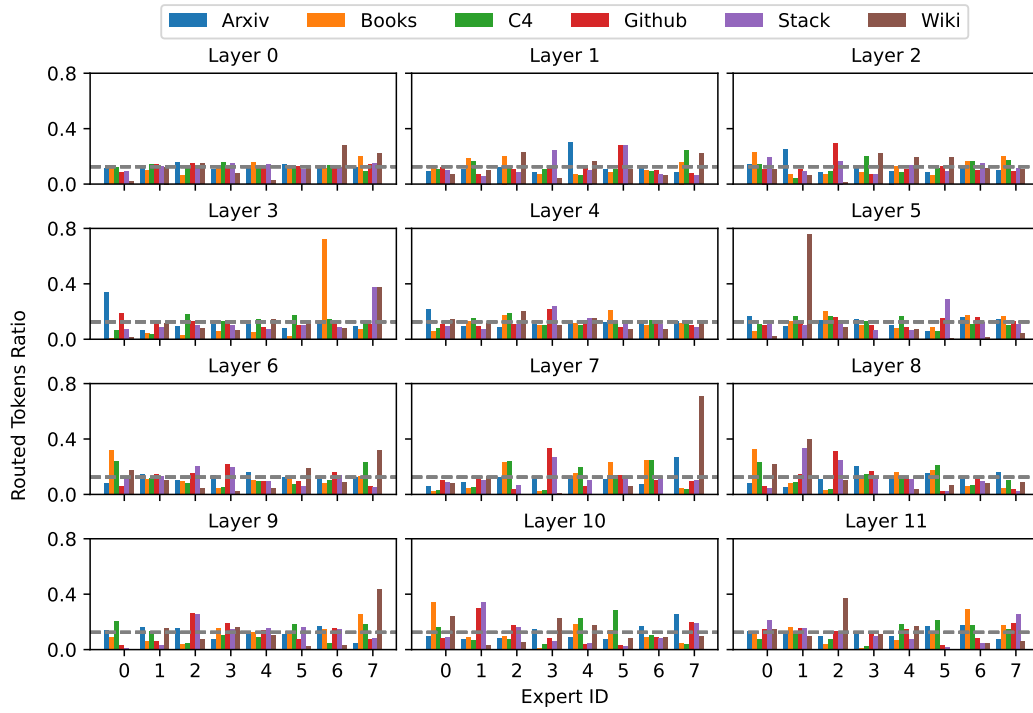 Arxiv Books C4 Github Stack Wiki
Layer 0 Layer 1 Layer 2
0.8
0.4
0.0
Layer 3 Layer 4 Layer 5
0.8
0.4
0.0
Layer 6 Layer 7 Layer 8
0.8
0.4
0.0
Layer 9 Layer 10 Layer 11
0.8
0.4
0.0
0 1 2 3 4 5 6 7 0 1 2 3 4 5 6 7 0 1 2 3 4 5 6 7
Routed Tokens Ratio
Expert ID